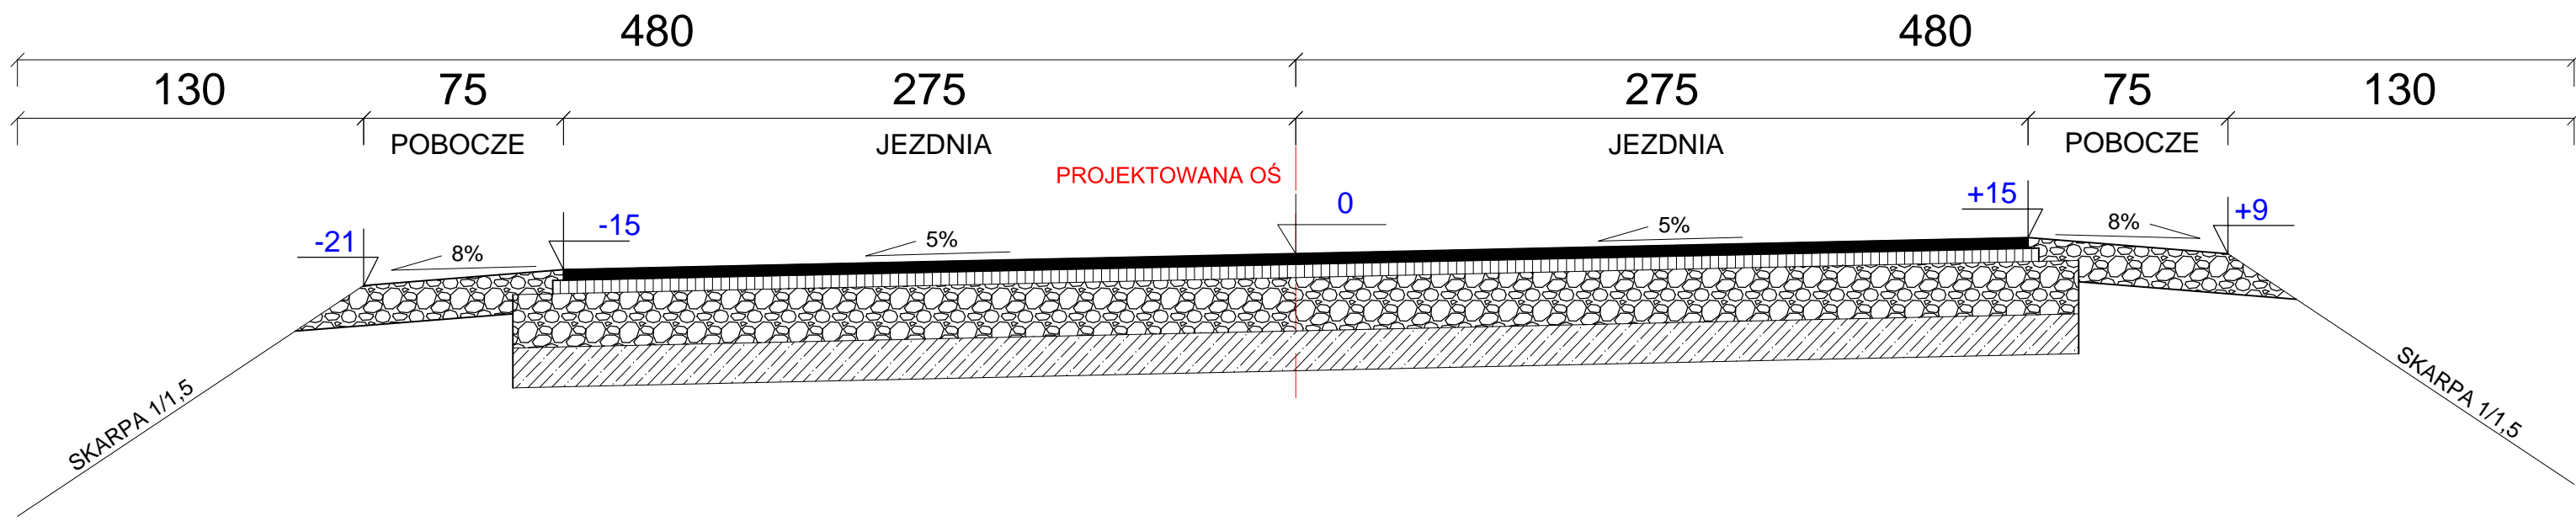 480 480
130 75 275 275 75 130
POBOCZE JEZDNIA JEZDNIA POBOCZE
PROJEKTOWANA OŚ
-21 -15 0 +15 +9
8% 5% 5% 8%
SKARPA 1/1,5 SKARPA 1/1,5